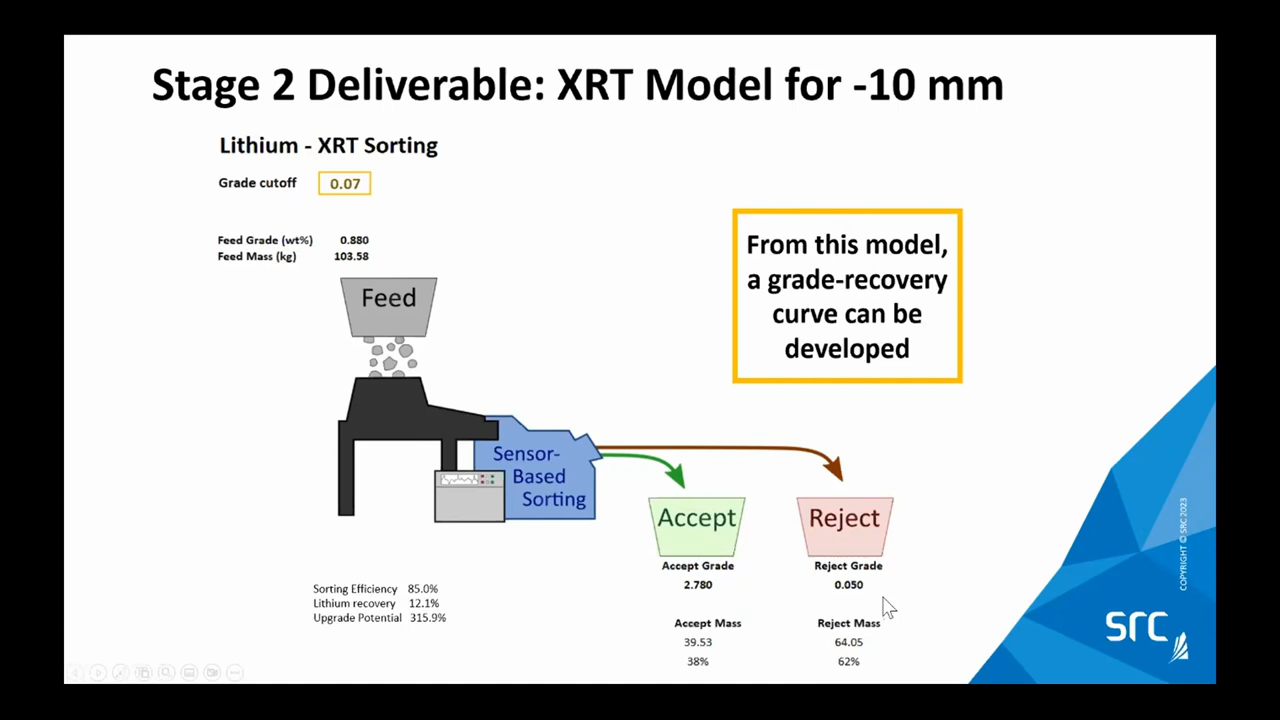 Stage 2 Deliverable: XRT Model for -10 mm
Lithium - XRT Sorting
Grade cutoff 0.07
Feed Grade (wt%) 0.880
Feed Mass (kg) 103.58
Feed
From this model,
a grade-recovery
curve can be
developed
Sensor-
Based
Sorting
Accept
Reject
Accept Grade
2.780
Reject Grade
0.050
Sorting Efficiency 85.0%
Lithium recovery 12.1%
Upgrade Potential 315.9%
Accept Mass
39.53
38%
Reject Mass
64.05
62%
COPYRIGHT © SRC 2023
src